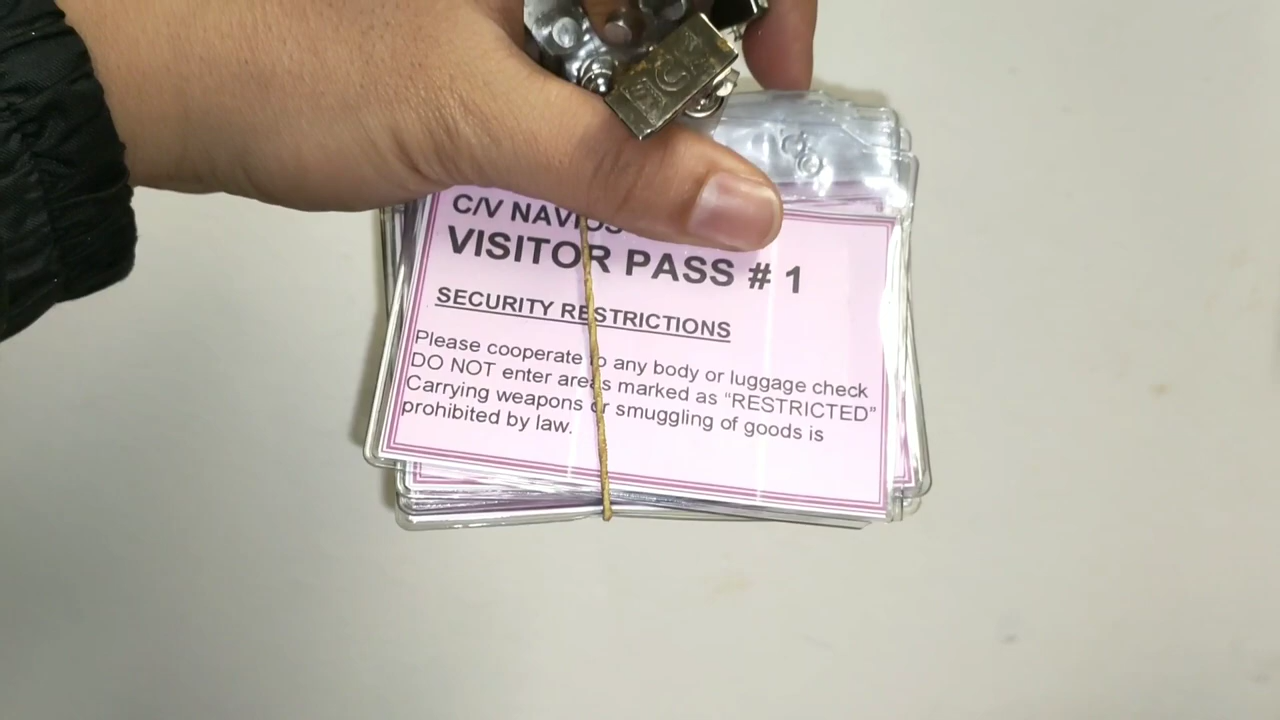 C/V NAVIOS
VISITOR PASS # 1
SECURITY RESTRICTIONS
Please cooperate to any body or luggage check
DO NOT enter areas marked as “RESTRICTED”
Carrying weapons or smuggling of goods is
prohibited by law.